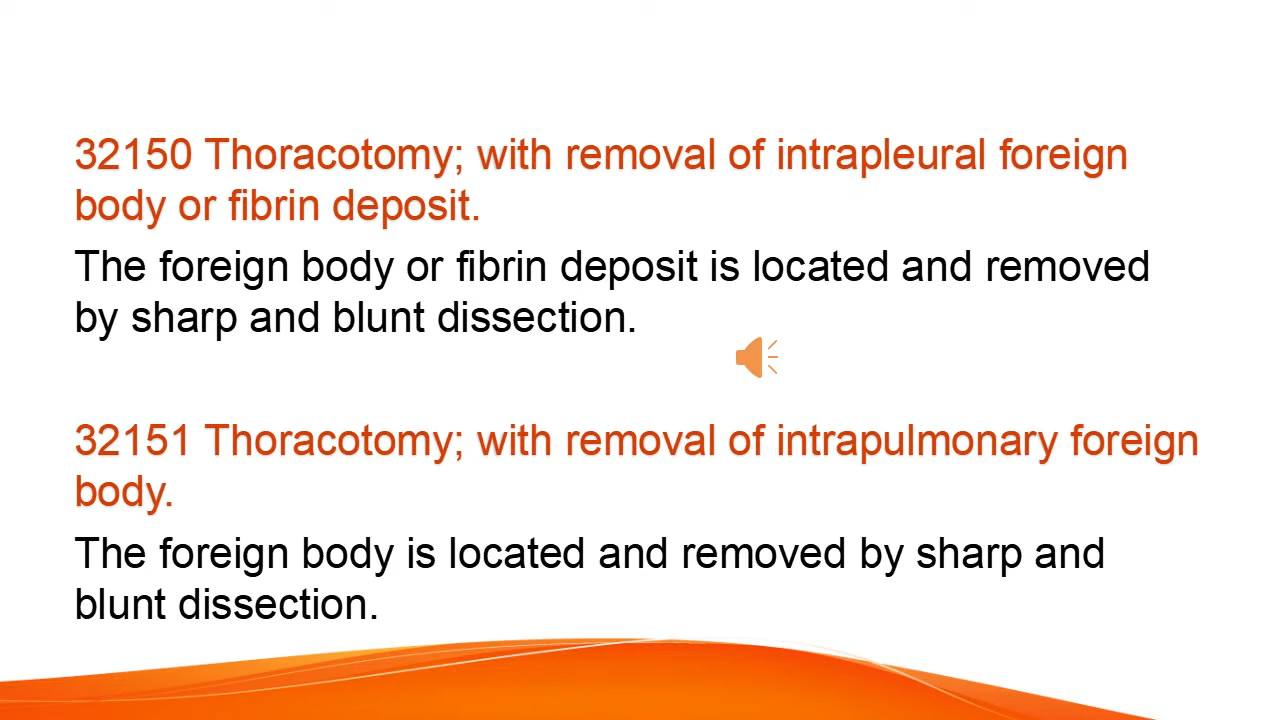 32150 Thoracotomy; with removal of intrapleural foreign
body or fibrin deposit.
The foreign body or fibrin deposit is located and removed
by sharp and blunt dissection.
32151 Thoracotomy; with removal of intrapulmonary foreign
body.
The foreign body is located and removed by sharp and
blunt dissection.